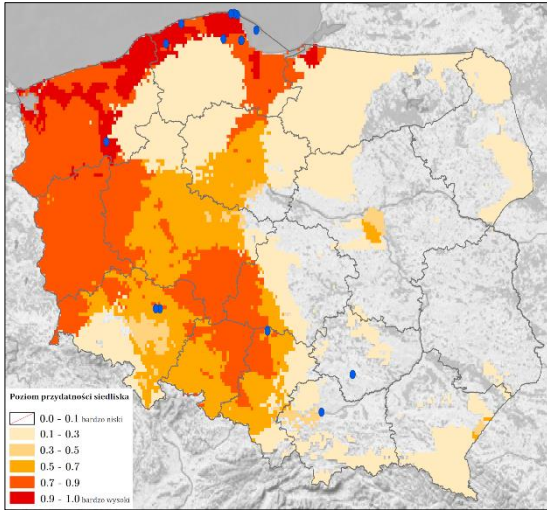 Poziom przydatności siedliska
0.0 - 0.1 bardzo niski
0.1 - 0.3
0.3 - 0.5
0.5 - 0.7
0.7 - 0.9
0.9 - 1.0 bardzo wysoki